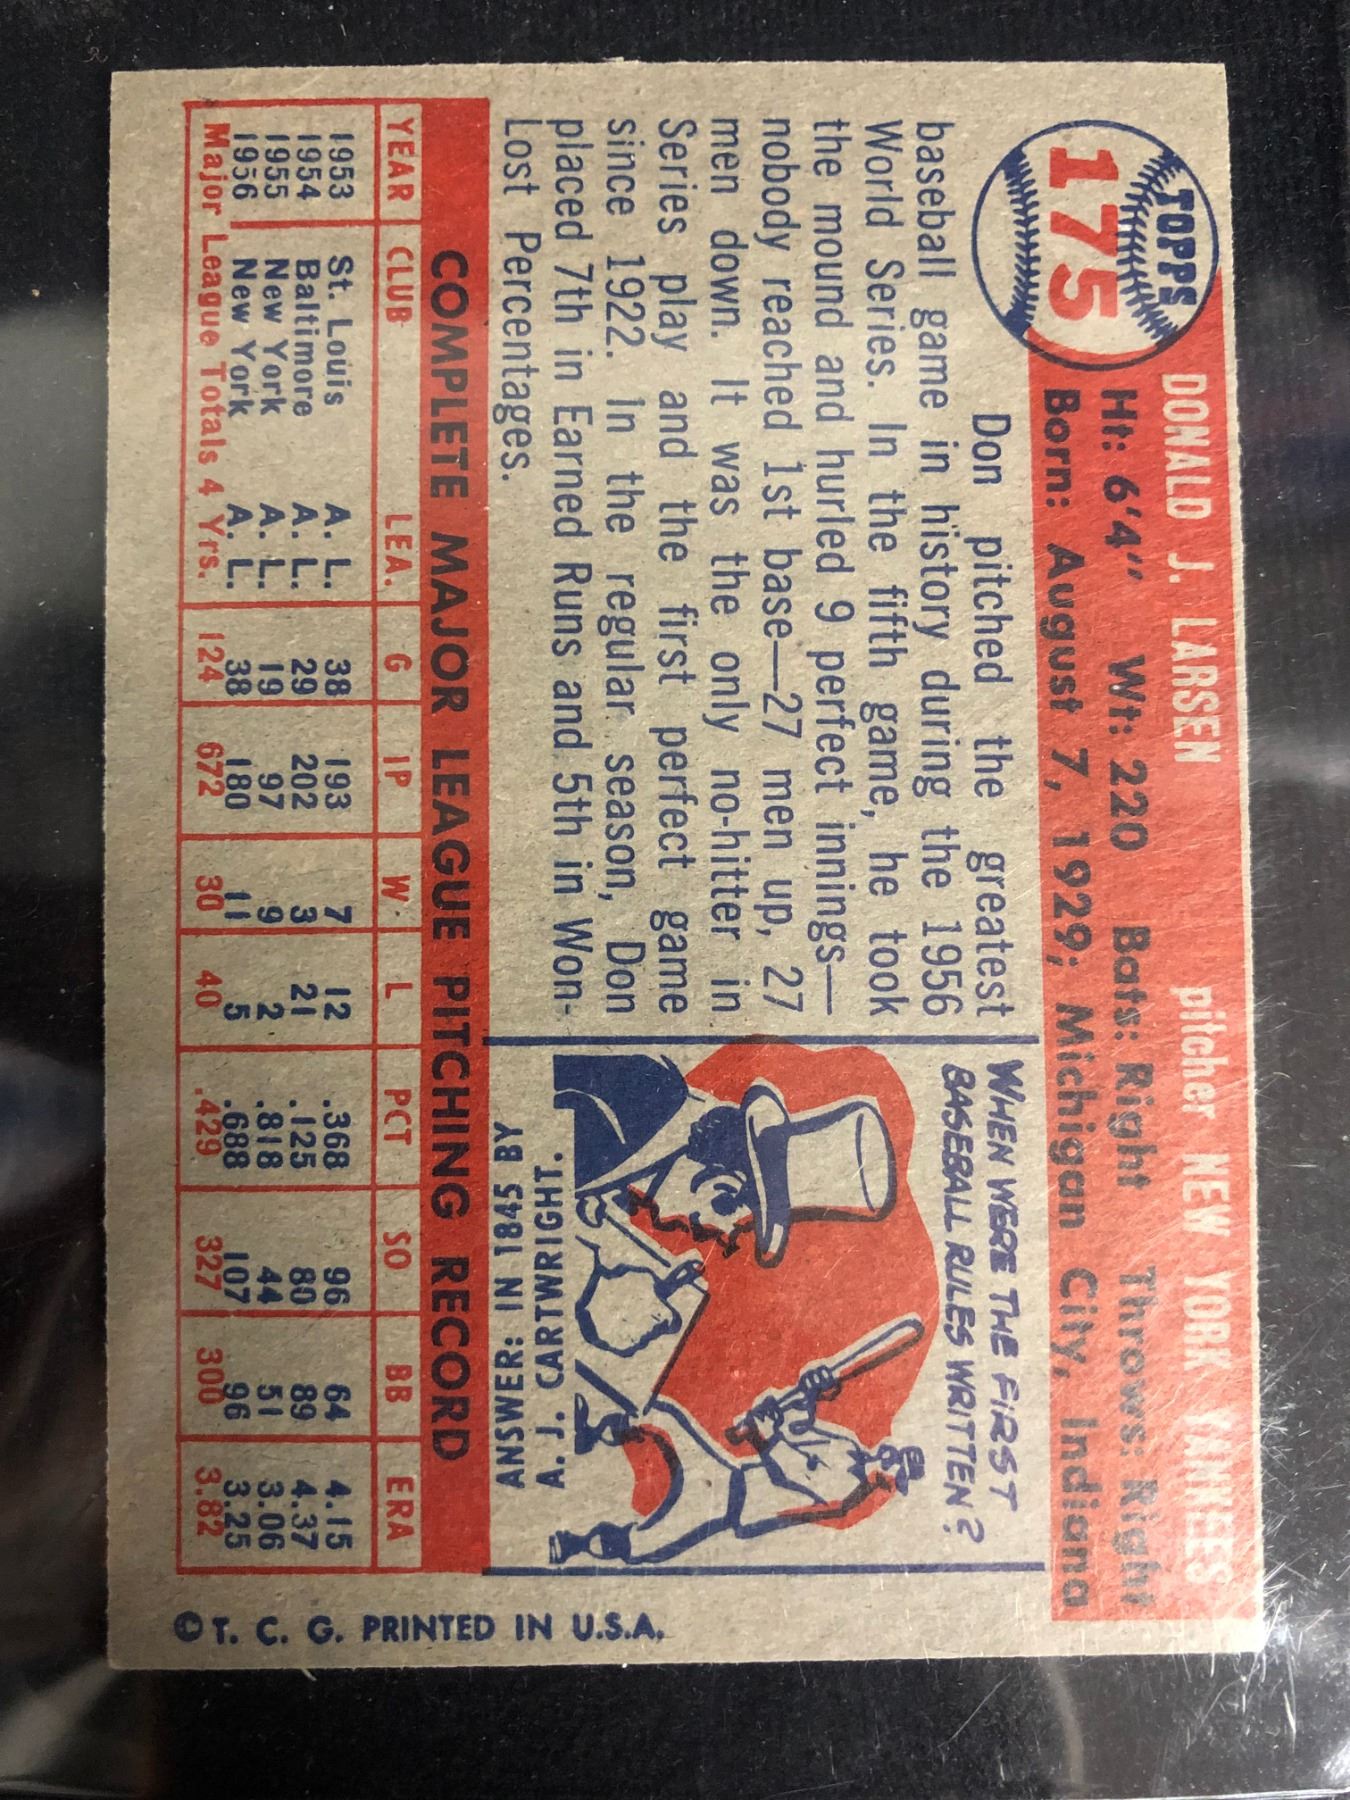 TOPPS
175
DONALD J. LARSEN pitcher NEW YORK YANKEES
Ht: 6'4" Wt: 220 Bats: Right Throws: Right
Born: August 7, 1929; Michigan City, Indiana
Don pitched the greatest
baseball game in history during the 1956
World Series. In the fifth game, he took
the mound and hurled 9 perfect innings—
nobody reached 1st base—27 men up, 27
men down. It was the only no-hitter in
Series play and the first perfect game
since 1922. In the regular season, Don
placed 7th in Earned Runs and 5th in Won-
Lost Percentages.
WHEN WERE THE FIRST
BASEBALL RULES WRITTEN?
ANSWER: IN 1845 BY
A. J. CARTWRIGHT.
COMPLETE MAJOR LEAGUE PITCHING RECORD
YEAR CLUB LEA. G IP W L PCT SO BB ERA
1953 St. Louis A. L. 38 193 7 12 .368 96 64 4.15
1954 Baltimore A. L. 29 202 3 21 .125 80 89 4.37
1955 New York A. L. 19 97 9 2 .818 44 51 3.06
1956 New York A. L. 38 180 11 5 .688 107 96 3.25
Major League Totals 4 Yrs. 124 672 30 40 .429 327 300 3.82
© T. C. G. PRINTED IN U.S.A.